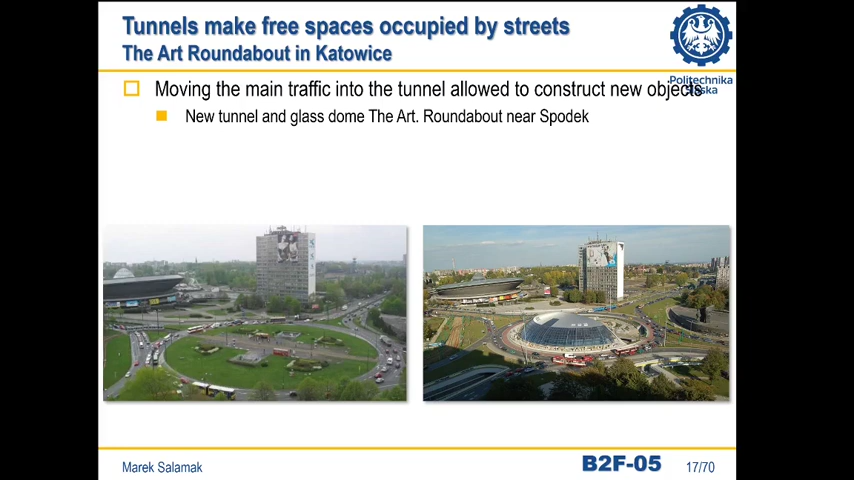 Tunnels make free spaces occupied by streets
The Art Roundabout in Katowice
Politechnika
Śląska
Moving the main traffic into the tunnel allowed to construct new objects
New tunnel and glass dome The Art. Roundabout near Spodek
Marek Salamak
B2F-05
17/70